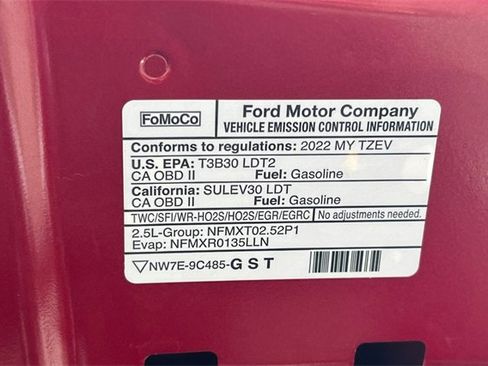 FoMoCo
Ford Motor Company
VEHICLE EMISSION CONTROL INFORMATION
Conforms to regulations: 2022 MY TZEV
U.S. EPA: T3B30 LDT2
CA OBD II Fuel: Gasoline
California: SULEV30 LDT
CA OBD II Fuel: Gasoline
TWC/SFI/WR-HO2S/HO2S/EGR/EGRC No adjustments needed.
2.5L-Group: NFMXT02.52P1
Evap: NFMXR0135LLN
▽NW7E-9C485-G S T